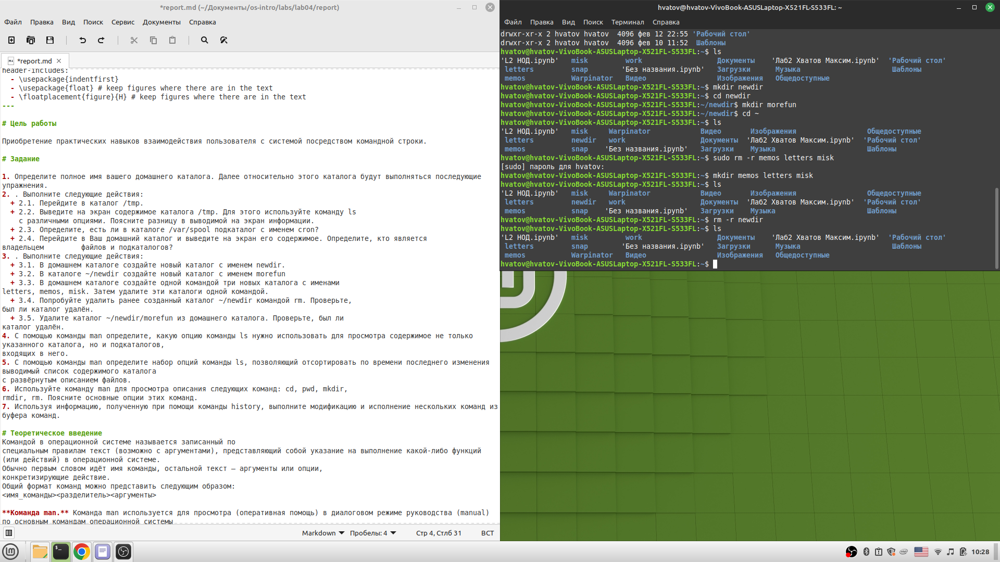 *report.md (~/Документы/os-intro/labs/lab04/report)
Файл Правка Вид Поиск Сервис Документы Справка
*report.md
header-includes:
- \usepackage{indentfirst}
- \usepackage{float} # keep figures where there are in the text
- \floatplacement{figure}{H} # keep figures where there are in the text
---
# Цель работы
Приобретение практических навыков взаимодействия пользователя с системой посредством командной строки.
# Задание
1. Определите полное имя вашего домашнего каталога. Далее относительно этого каталога будут выполняться последующие
упражнения.
2. . Выполните следующие действия:
+ 2.1. Перейдите в каталог /tmp.
+ 2.2. Выведите на экран содержимое каталога /tmp. Для этого используйте команду ls
с различными опциями. Поясните разницу в выводимой на экран информации.
+ 2.3. Определите, есть ли в каталоге /var/spool подкаталог с именем cron?
+ 2.4. Перейдите в Ваш домашний каталог и выведите на экран его содержимое. Определите, кто является
владельцем         файлов и подкаталогов?
3. . Выполните следующие действия:
+ 3.1. В домашнем каталоге создайте новый каталог с именем newdir.
+ 3.2. В каталоге ~/newdir создайте новый каталог с именем morefun
+ 3.3. В домашнем каталоге создайте одной командой три новых каталога с именами
letters, memos, misk. Затем удалите эти каталоги одной командой.
+ 3.4. Попробуйте удалить ранее созданный каталог ~/newdir командой rm. Проверьте,
был ли каталог удалён.
+ 3.5. Удалите каталог ~/newdir/morefun из домашнего каталога. Проверьте, был ли
каталог удалён.
4. С помощью команды man определите, какую опцию команды ls нужно использовать для просмотра содержимое не только
указанного каталога, но и подкаталогов,
входящих в него.
5. С помощью команды man определите набор опций команды ls, позволяющий отсортировать по времени последнего изменения
выводимый список содержимого каталога
с развёрнутым описанием файлов.
6. Используйте команду man для просмотра описания следующих команд: cd, pwd, mkdir,
rmdir, rm. Поясните основные опции этих команд.
7. Используя информацию, полученную при помощи команды history, выполните модификацию и исполнение нескольких команд из
буфера команд.
# Теоретическое введение
Командой в операционной системе называется записанный по
специальным правилам текст (возможно с аргументами), представляющий собой указание на выполнение какой-либо функций
(или действий) в операционной системе.
Обычно первым словом идёт имя команды, остальной текст — аргументы или опции,
конкретизирующие действие.
Общий формат команд можно представить следующим образом:
<имя_команды><разделитель><аргументы>
**Команда man.** Команда man используется для просмотра (оперативная помощь) в диалоговом режиме руководства (manual)
по основным командам операционной системы
Markdown Пробелы: 4 Стр 4, Стлб 31 ВСТ
hvatov@hvatov-VivoBook-ASUSLaptop-X521FL-S533FL: ~
Файл Правка Вид Поиск Терминал Справка
drwxr-xr-x 2 hvatov hvatov  4096 фев 12 22:55 'Рабочий стол'
drwxr-xr-x 2 hvatov hvatov  4096 фев 10 11:52  Шаблоны
hvatov@hvatov-VivoBook-ASUSLaptop-X521FL-S533FL:~$ ls
'L2 НОД.ipynb'   misk   work   Документы   'Лаб2 Хватов Максим.ipynb'   'Рабочий стол'
letters   snap   'Без названия.ipynb'   Загрузки   Музыка   Шаблоны
memos   Warpinator   Видео   Изображения   Общедоступные
hvatov@hvatov-VivoBook-ASUSLaptop-X521FL-S533FL:~$ mkdir newdir
hvatov@hvatov-VivoBook-ASUSLaptop-X521FL-S533FL:~$ cd newdir
hvatov@hvatov-VivoBook-ASUSLaptop-X521FL-S533FL:~/newdir$ mkdir morefun
hvatov@hvatov-VivoBook-ASUSLaptop-X521FL-S533FL:~/newdir$ cd ~
hvatov@hvatov-VivoBook-ASUSLaptop-X521FL-S533FL:~$ ls
'L2 НОД.ipynb'   misk   Warpinator   Видео   Изображения   Общедоступные
letters   newdir   work   Документы   'Лаб2 Хватов Максим.ipynb'   'Рабочий стол'
memos   snap   'Без названия.ipynb'   Загрузки   Музыка   Шаблоны
hvatov@hvatov-VivoBook-ASUSLaptop-X521FL-S533FL:~$ sudo rm -r memos letters misk
[sudo] пароль для hvatov:
hvatov@hvatov-VivoBook-ASUSLaptop-X521FL-S533FL:~$ mkdir memos letters misk
hvatov@hvatov-VivoBook-ASUSLaptop-X521FL-S533FL:~$ ls
'L2 НОД.ipynb'   misk   Warpinator   Видео   Изображения   Общедоступные
letters   newdir   work   Документы   'Лаб2 Хватов Максим.ipynb'   'Рабочий стол'
memos   snap   'Без названия.ipynb'   Загрузки   Музыка   Шаблоны
hvatov@hvatov-VivoBook-ASUSLaptop-X521FL-S533FL:~$ rm -r newdir
hvatov@hvatov-VivoBook-ASUSLaptop-X521FL-S533FL:~$ ls
'L2 НОД.ipynb'   misk   work   Документы   'Лаб2 Хватов Максим.ipynb'   'Рабочий стол'
letters   snap   'Без названия.ipynb'   Загрузки   Музыка   Шаблоны
memos   Warpinator   Видео   Изображения   Общедоступные
hvatov@hvatov-VivoBook-ASUSLaptop-X521FL-S533FL:~$
10:28